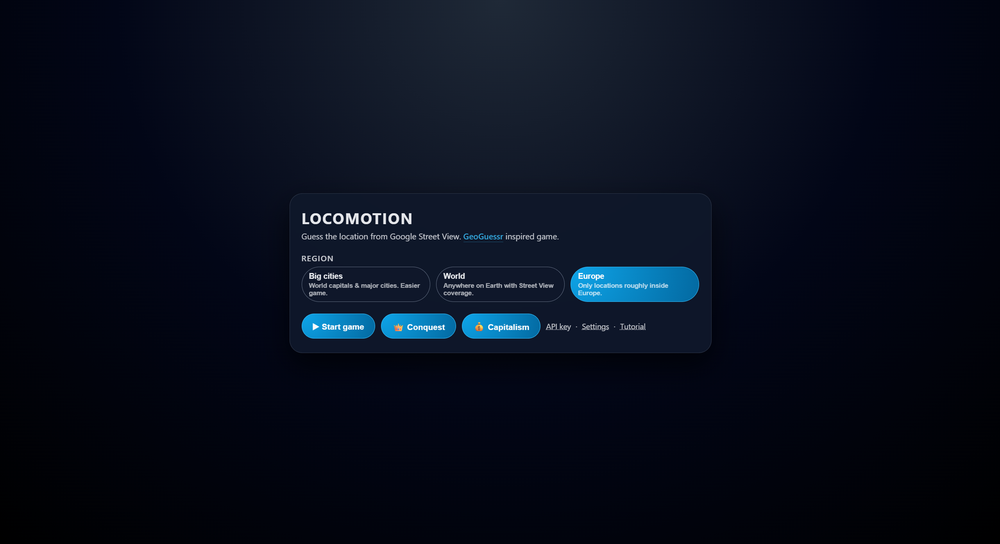 LOCOMOTION
Guess the location from Google Street View. GeoGuessr inspired game.
REGION
Big cities
World capitals & major cities. Easier
game.
World
Anywhere on Earth with Street View
coverage.
Europe
Only locations roughly inside
Europe.
▶ Start game
👑 Conquest
💰 Capitalism
API key · Settings · Tutorial